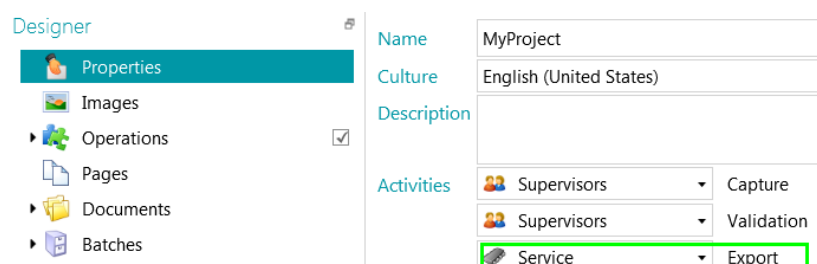 Designer
Properties
Images
Operations
Pages
Documents
Batches
Name MyProject
Culture English (United States)
Description
Activities Supervisors Capture
Supervisors Validation
Service Export